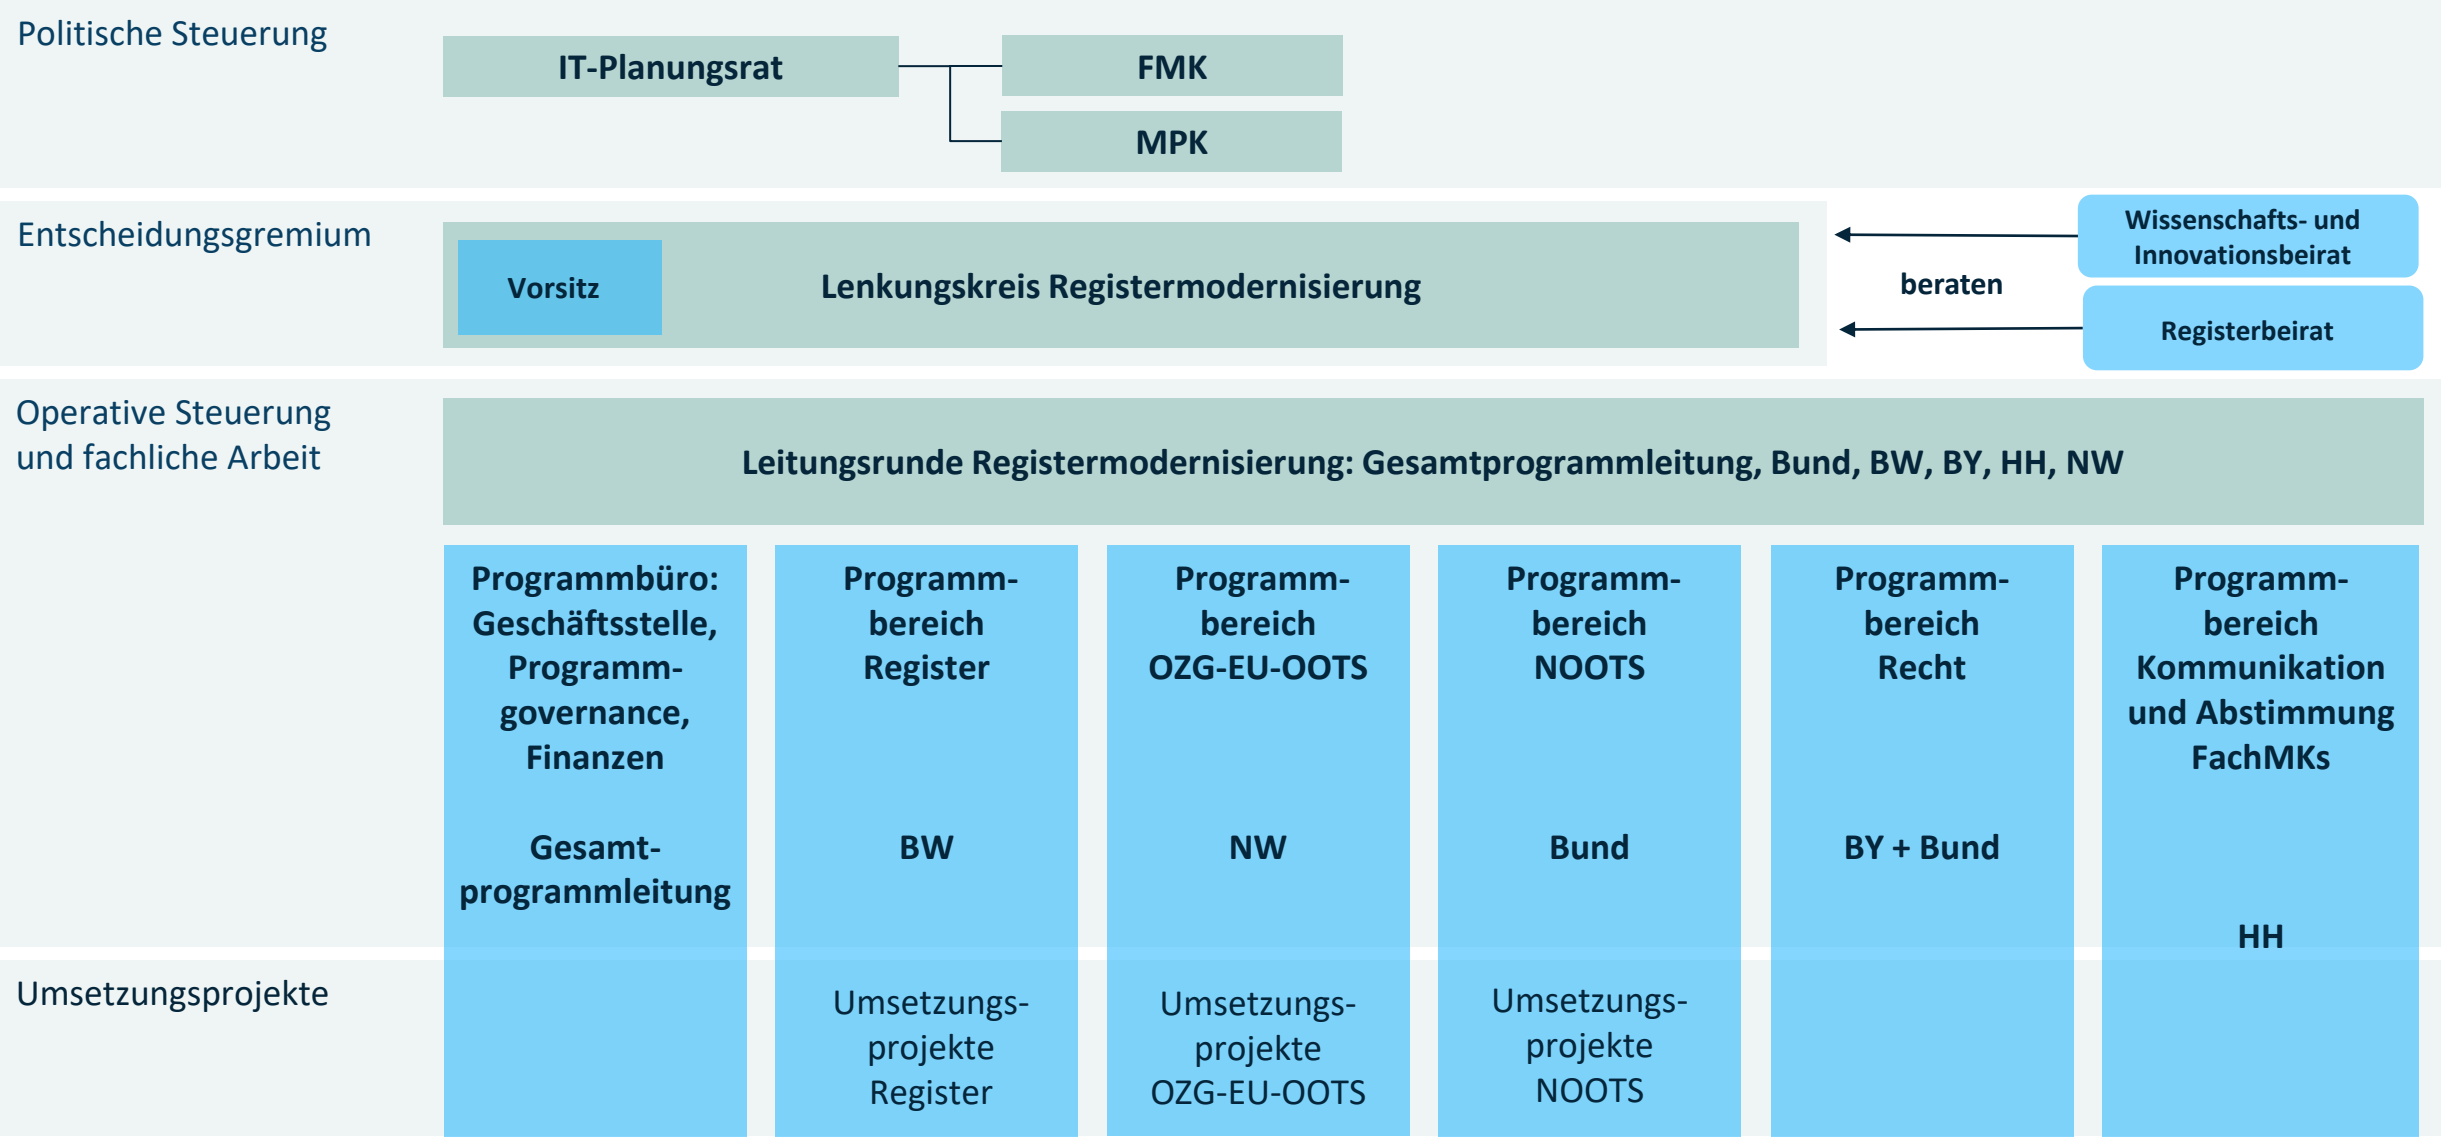 Politische Steuerung
IT-Planungsrat
FMK
MPK
Entscheidungsgremium
Vorsitz
Lenkungskreis Registermodernisierung
beraten
Wissenschafts- und
Innovationsbeirat
Registerbeirat
Operative Steuerung
und fachliche Arbeit
Leitungsrunde Registermodernisierung: Gesamtprogrammleitung, Bund, BW, BY, HH, NW
Programmbüro:
Geschäftsstelle,
Programm-
governance,
Finanzen
Gesamt-
programmleitung
Programm-
bereich
Register
BW
Programm-
bereich
OZG-EU-OOTS
NW
Programm-
bereich
NOOTS
Bund
Programm-
bereich
Recht
BY + Bund
Programm-
bereich
Kommunikation
und Abstimmung
FachMKs
HH
Umsetzungsprojekte
Umsetzungs-
projekte
Register
Umsetzungs-
projekte
OZG-EU-OOTS
Umsetzungs-
projekte
NOOTS